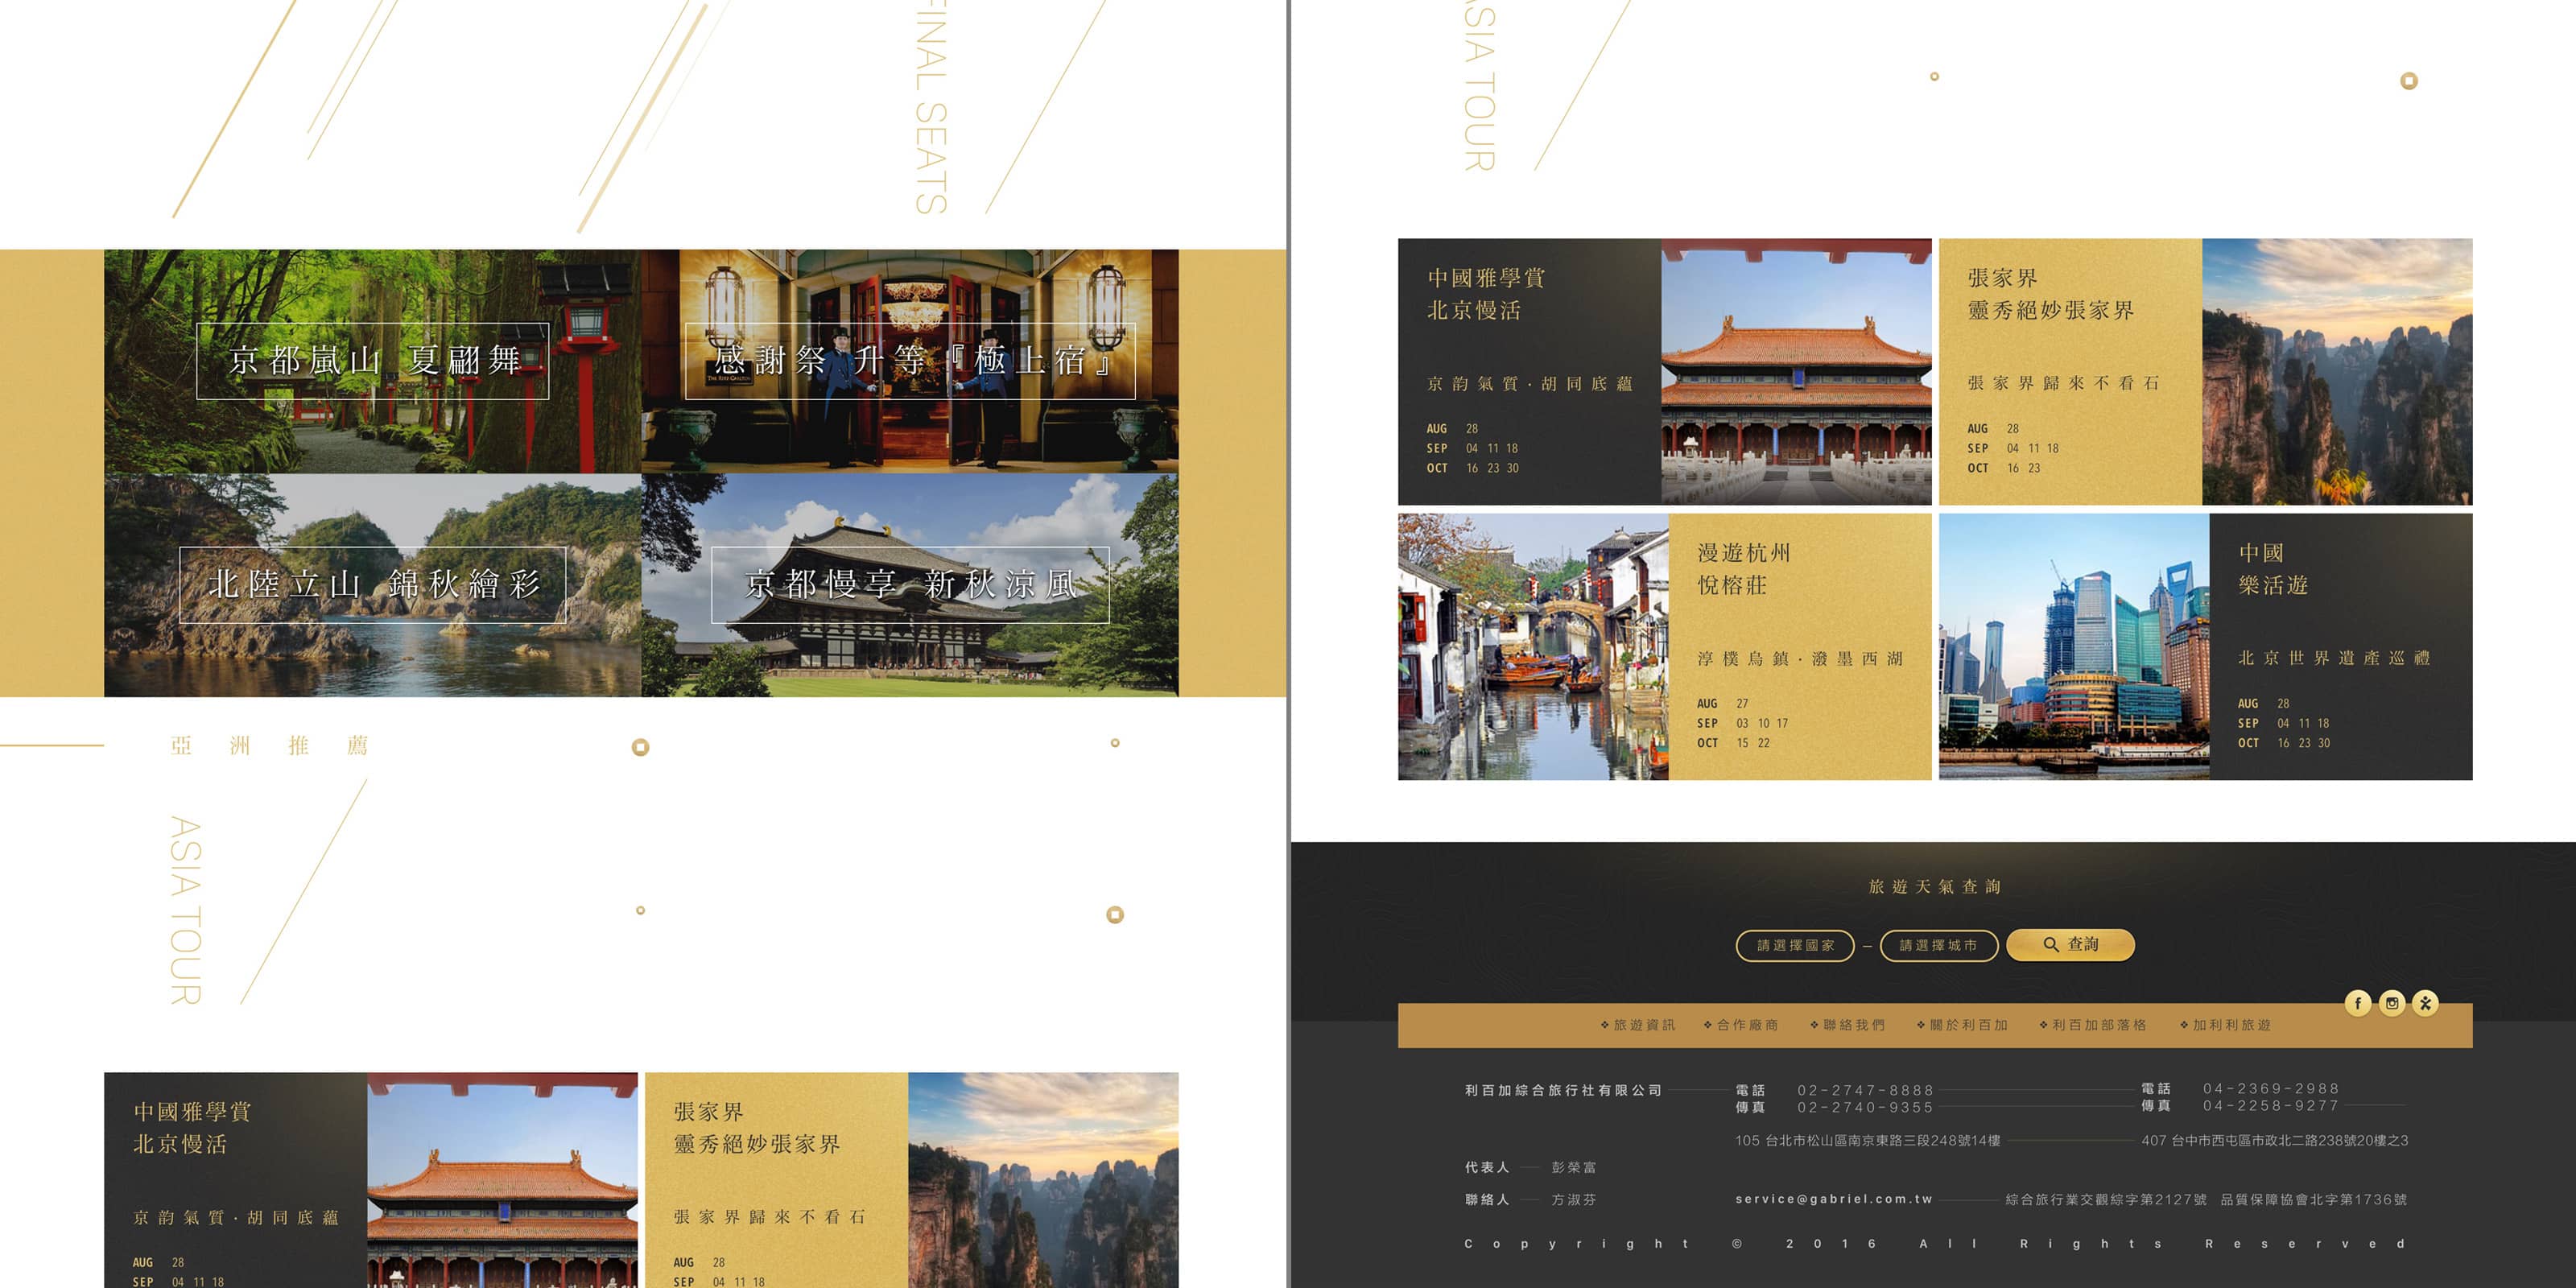 FINAL SEATS
京都嵐山 夏翩舞
感謝祭 升等『極上宿』
THE RITZ-CARLTON
北陸立山 錦秋繪彩
京都慢享 新秋涼風
亞洲推薦
ASIA TOUR
中國雅學賞
北京慢活
京韵氣質·胡同底蘊
AUG 28
SEP 04 11 18
張家界
靈秀絕妙張家界
張家界歸來不看石
AUG 28
SEP 04 11 18
ASIA TOUR
中國雅學賞
北京慢活
京韵氣質·胡同底蘊
AUG 28
SEP 04 11 18
OCT 16 23 30
張家界
靈秀絕妙張家界
張家界歸來不看石
AUG 28
SEP 04 11 18
OCT 16 23
漫遊杭州
悅榕莊
淳樸烏鎮·潑墨西湖
AUG 27
SEP 03 10 17
OCT 15 22
中國
樂活遊
北京世界遺產巡禮
AUG 28
SEP 04 11 18
OCT 16 23 30
旅遊天氣查詢
請選擇國家 – 請選擇城市 查詢
❖旅遊資訊 ❖合作廠商 ❖聯絡我們 ❖關於利百加 ❖利百加部落格 ❖加利利旅遊
利百加綜合旅行社有限公司 電話 02-2747-8888 電話 04-2369-2988
傳真 02-2740-9355 傳真 04-2258-9277
105 台北市松山區南京東路三段248號14樓 407 台中市西屯區市政北二路238號20樓之3
代表人 彭榮富
聯絡人 方淑芬 service@gabriel.com.tw 綜合旅行業交觀綜字第2127號 品質保障協會北字第1736號
Copyright © 2016 All Rights Reserved